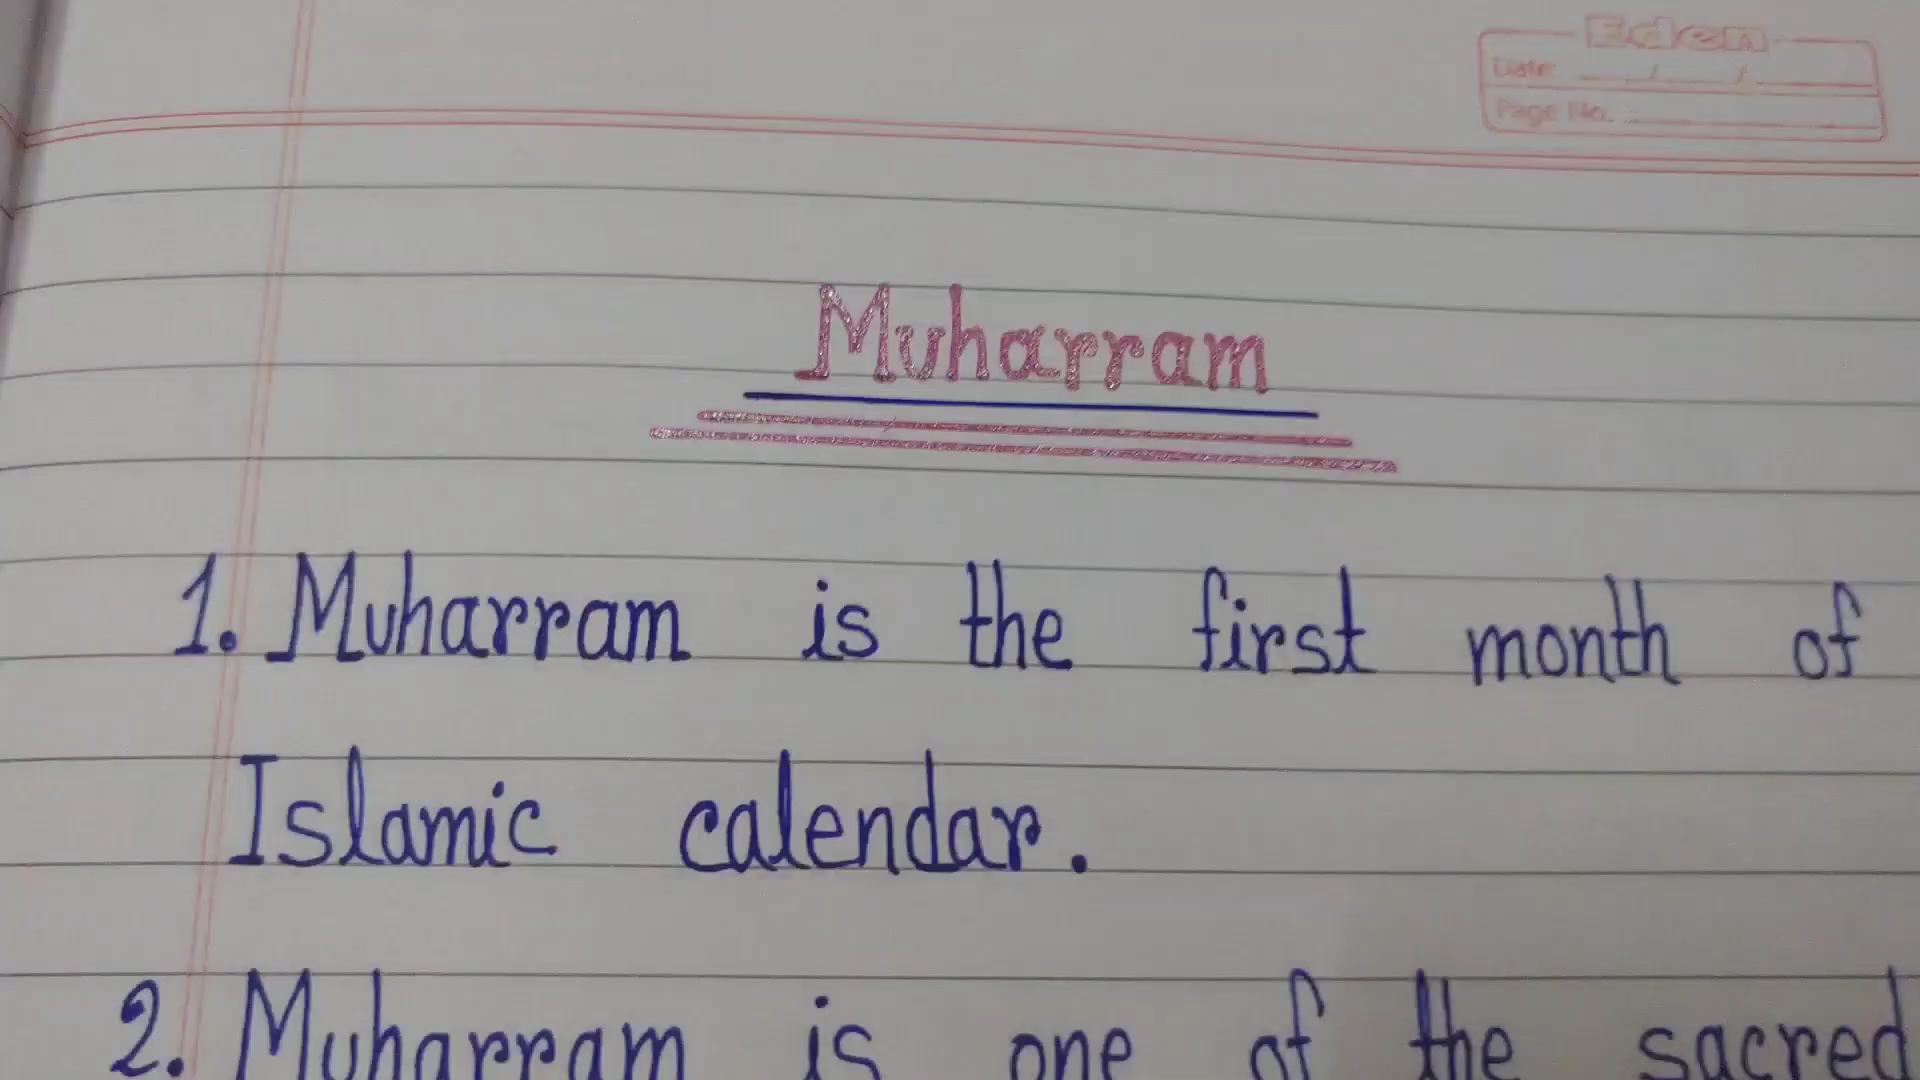 Eden
Date
Page No.
Muharram
1. Muharram is the first month of
Islamic calendar.
2. Muharram is one of the sacred